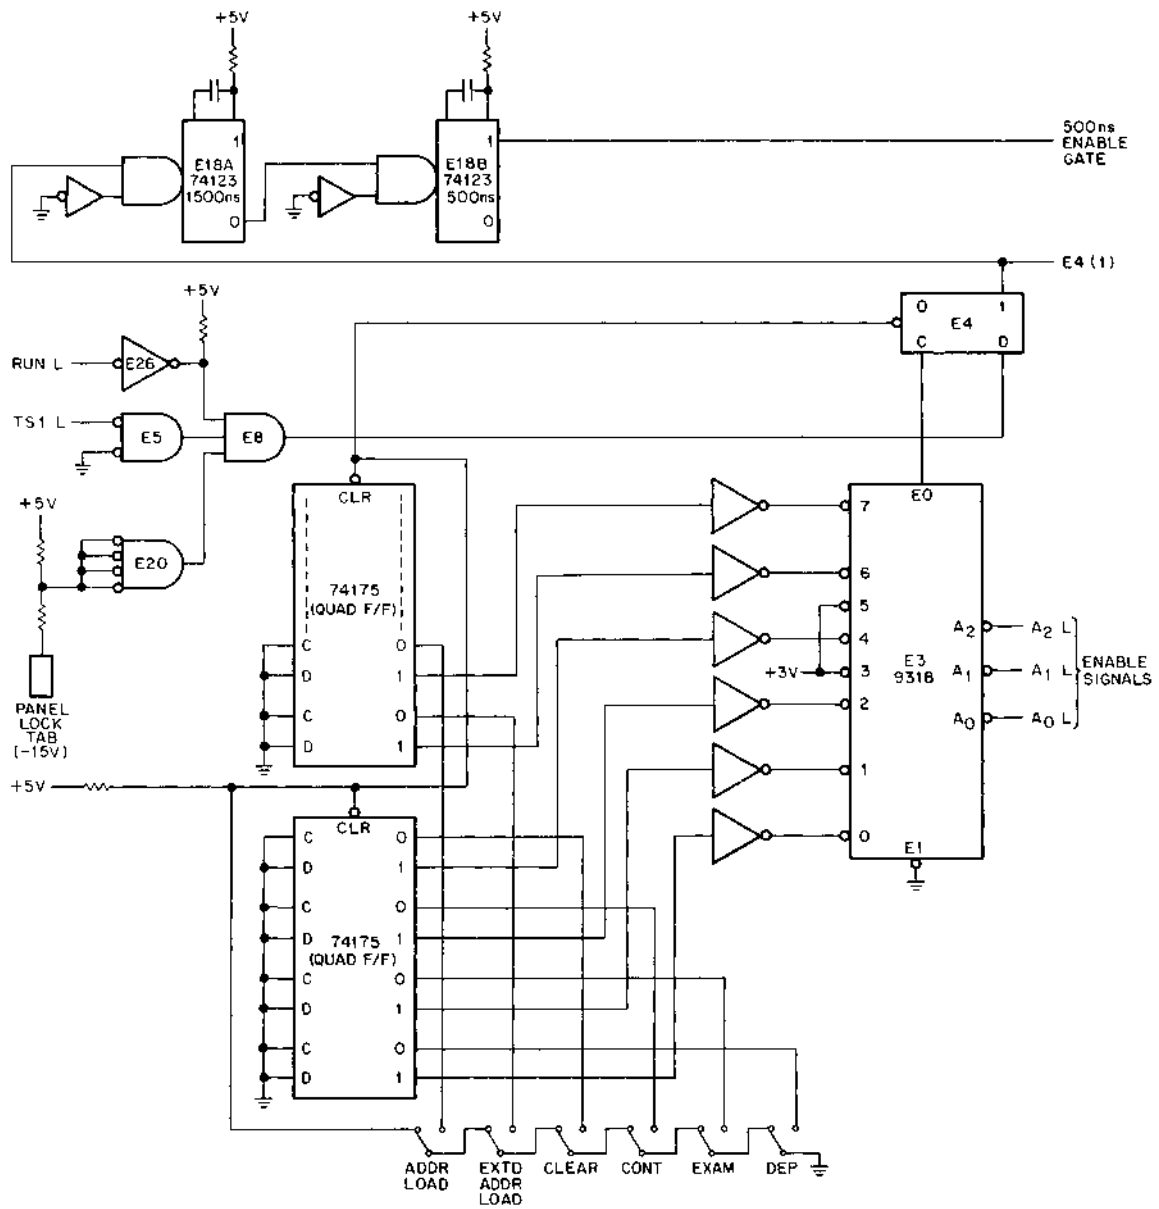 +5V
+5V
1
E18A
74123
1500ns
0
1
E18B
74123
500ns
0
500ns
ENABLE
GATE
E4 (1)
+5V
0 1
E4
C D
RUN L
E26
TS1 L
E5
E8
+5V
E20
PANEL
LOCK
TAB
(-15V)
CLR
74175
(QUAD F/F)
C 0
D 1
C 0
D 1
E0
7
6
5
4
+3V
3
2
1
0
E3
9318
A2
A1
A0
E1
A2 L
A1 L
A0 L
ENABLE
SIGNALS
+5V
CLR
C 0
D 1
C 0
D 1
74175
(QUAD F/F)
C 0
D 1
C 0
D 1
ADDR
LOAD
EXTD
ADDR
LOAD
CLEAR
CONT
EXAM
DEP